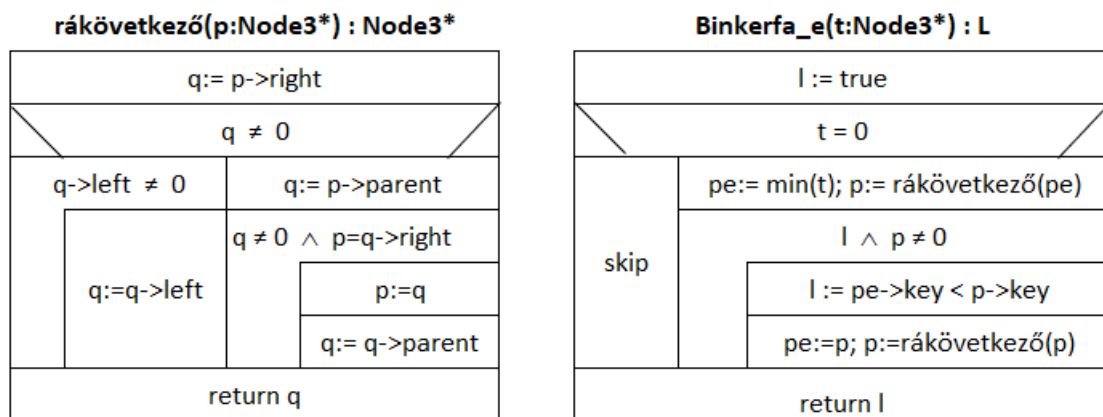 rákövetkező(p:Node3*) : Node3*
q:= p->right
q ≠ 0
q->left ≠ 0
q:= p->parent
q:=q->left
q ≠ 0 ∧ p=q->right
p:=q
q:= q->parent
return q
Binkerfa_e(t:Node3*) : L
l := true
t = 0
skip
pe:= min(t); p:= rákövetkező(pe)
l ∧ p ≠ 0
l := pe->key < p->key
pe:=p; p:=rákövetkező(p)
return l